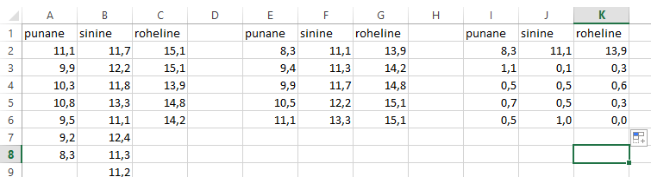 A B C D E F G H I J K
1 punane sinine roheline punane sinine roheline punane sinine roheline
2 11,1 11,7 15,1 8,3 11,1 13,9 8,3 11,1 13,9
3 9,9 12,2 15,1 9,4 11,3 14,2 1,1 0,1 0,3
4 10,3 11,8 13,9 9,9 11,7 14,8 0,5 0,5 0,6
5 10,8 13,3 14,8 10,5 12,2 15,1 0,7 0,5 0,3
6 9,5 11,1 14,2 11,1 13,3 15,1 0,5 1,0 0,0
7 9,2 12,4
8 8,3 11,3
9 11,2